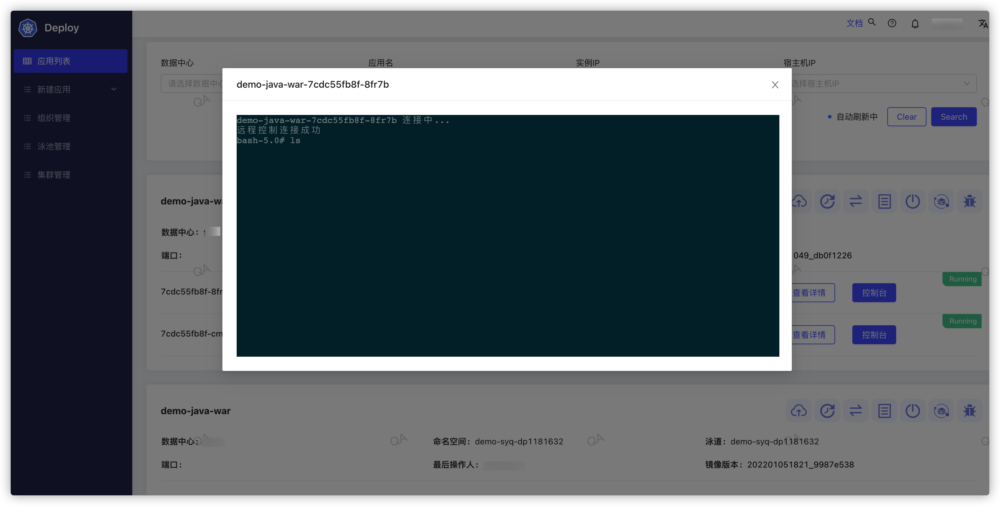 Deploy
文档
应用列表
新建应用
组织管理
泳池管理
集群管理
数据中心 应用名 实例IP 宿主机IP
请选择数据中心 选择宿主机IP
自动刷新中 Clear Search
demo-java-war-7cdc55fb8f-8fr7b
demo-java-war-7cdc55fb8f-8fr7b 连接中...
远程控制连接成功
bash-5.0# ls
demo-java-wa
数据中心：
端口： 049_db0f1226
Running
7cdc55fb8f-8fr 查看详情 控制台
Running
7cdc55fb8f-cm 查看详情 控制台
demo-java-war
数据中心： 命名空间：demo-syq-dp1181632 泳道：demo-syq-dp1181632
端口： 最后操作人： 镜像版本：202201051821_9987e538
QA
QA
QA
QA
QA